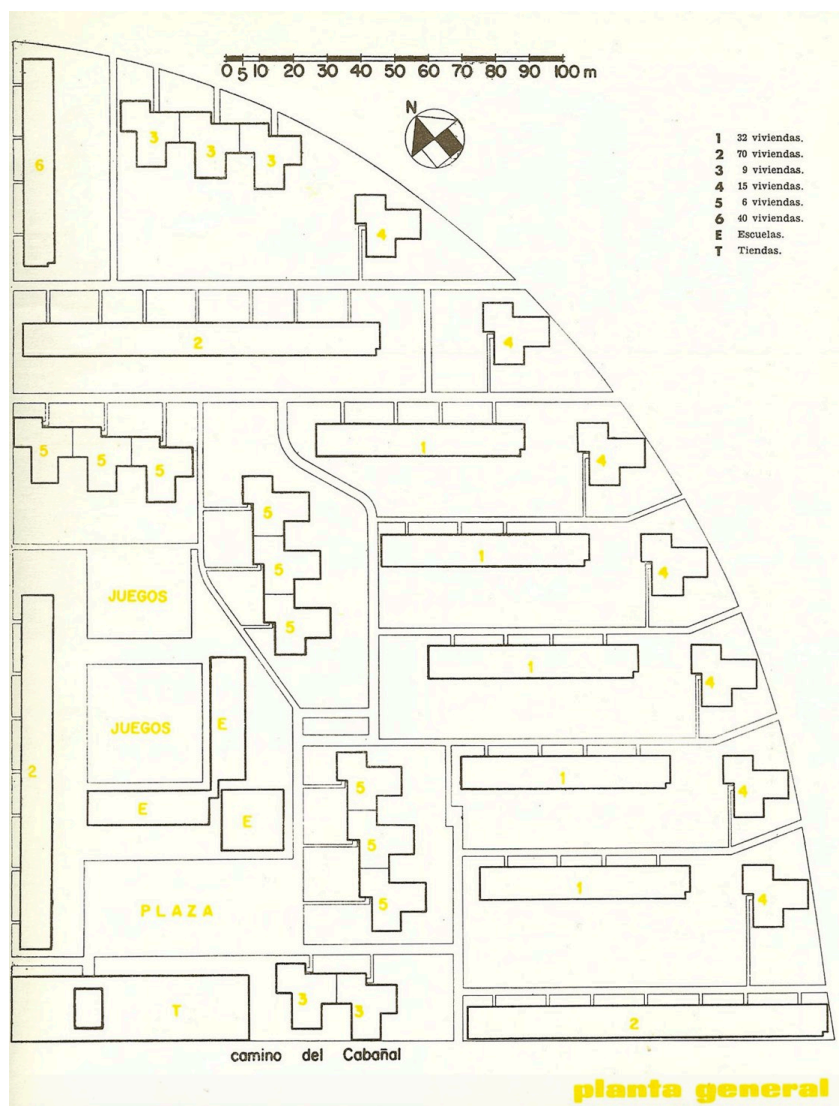 0 5 10 20 30 40 50 60 70 80 90 100 m
N
1 32 viviendas.
2 70 viviendas.
3 9 viviendas.
4 15 viviendas.
5 6 viviendas.
6 40 viviendas.
E Escuelas.
T Tiendas.
3
3
3
6
4
2
4
5
5
5
1
4
5
5
5
1
4
JUEGOS
1
4
JUEGOS
E
2
E
E
5
5
5
1
4
PLAZA
1
4
T
3
3
2
camino del Cabañal
planta general